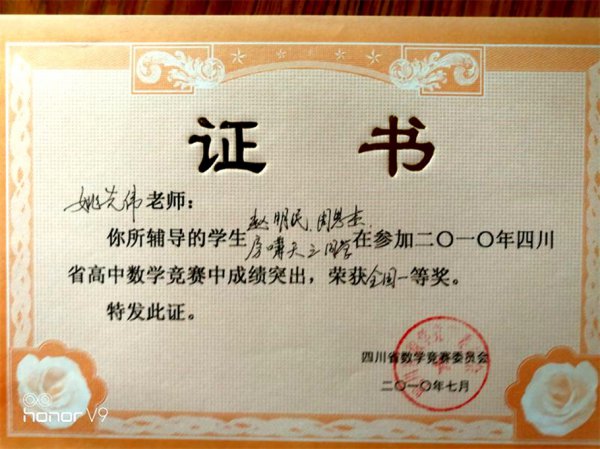 证 书
姚先伟老师：
赵明民、周思杰、
你所辅导的学生房啸天三同学在参加二〇一〇年四川
省高中数学竞赛中成绩突出，荣获全国一等奖。
特发此证。
四川省数学竞赛委员会
二〇一〇年七月
honor V9